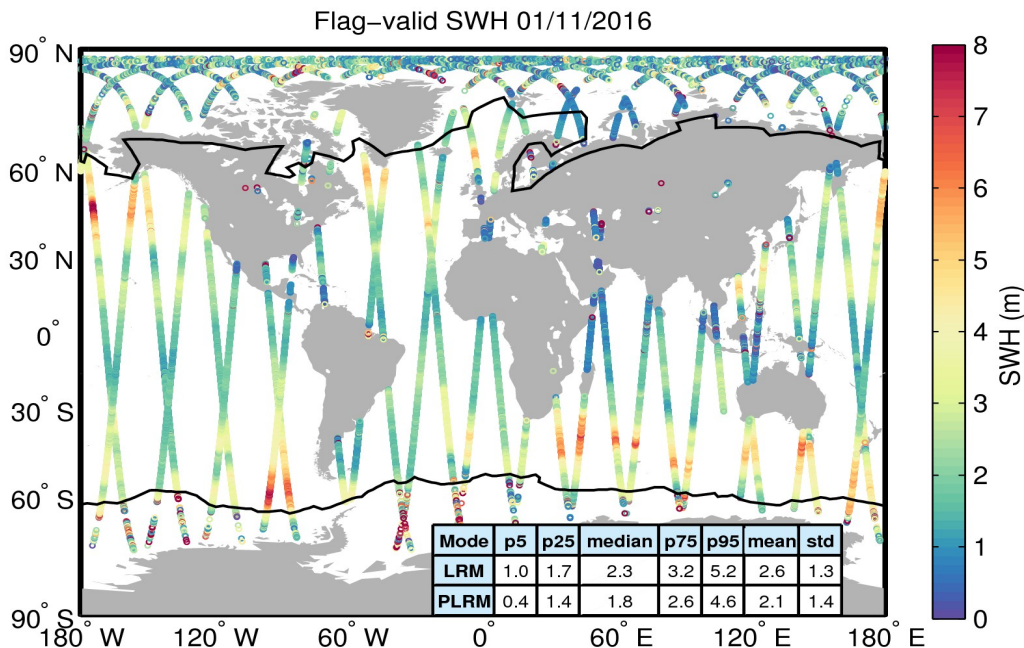 Flag−valid SWH 01/11/2016
90° N
60° N
30° N
0°
30° S
60° S
90° S
180° W
120° W
60° W
0°
60° E
120° E
180° E
Mode p5 p25 median p75 p95 mean std
LRM 1.0 1.7 2.3 3.2 5.2 2.6 1.3
PLRM 0.4 1.4 1.8 2.6 4.6 2.1 1.4
8
7
6
5
4
3
2
1
0
SWH (m)